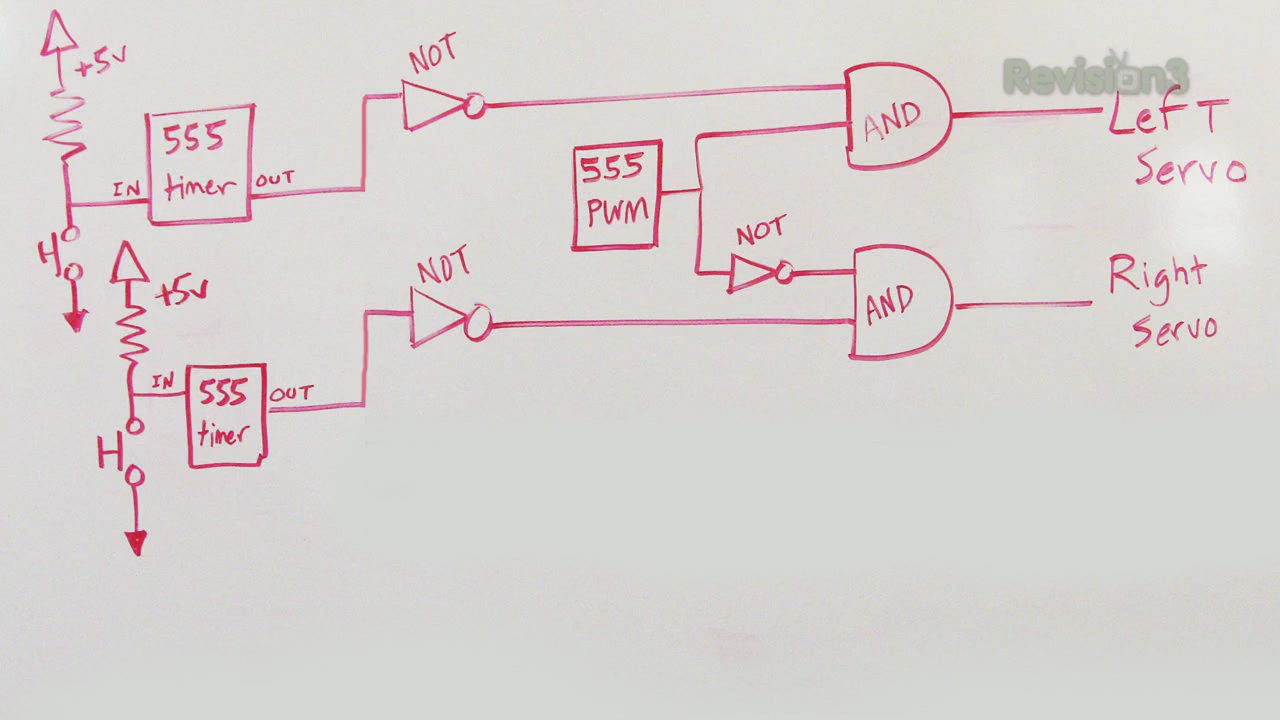 +5v
555
timer
IN
OUT
NOT
555
PWM
NOT
AND
Left
Servo
Revision3
+5v
IN
555
timer
OUT
NOT
AND
Right
Servo